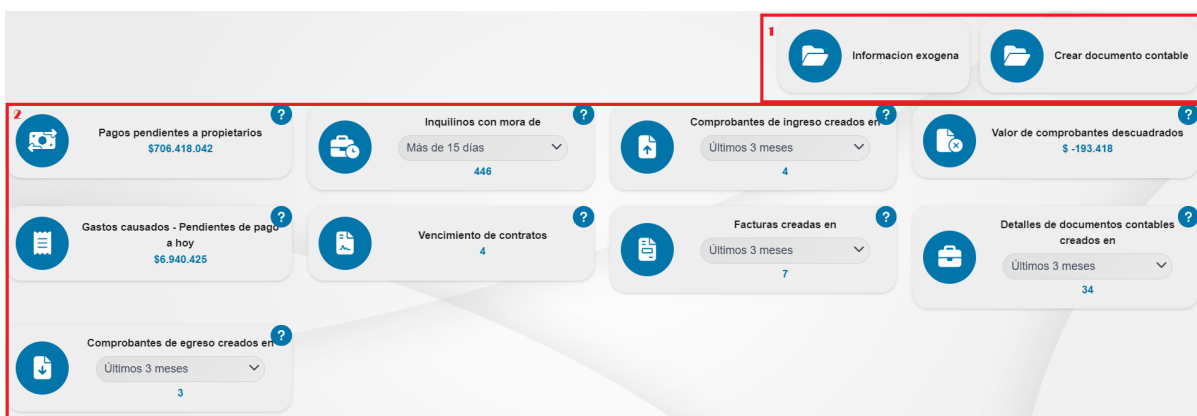 1
Informacion exogena
Crear documento contable
2
?
Pagos pendientes a propietarios
$706.418.042
?
Inquilinos con mora de
Más de 15 días
446
?
Comprobantes de ingreso creados en
Últimos 3 meses
4
?
Valor de comprobantes descuadrados
$ -193.418
?
Gastos causados - Pendientes de pago
a hoy
$6.940.425
?
Vencimiento de contratos
4
?
Facturas creadas en
Últimos 3 meses
7
?
Detalles de documentos contables
creados en
Últimos 3 meses
34
?
Comprobantes de egreso creados en
Últimos 3 meses
3